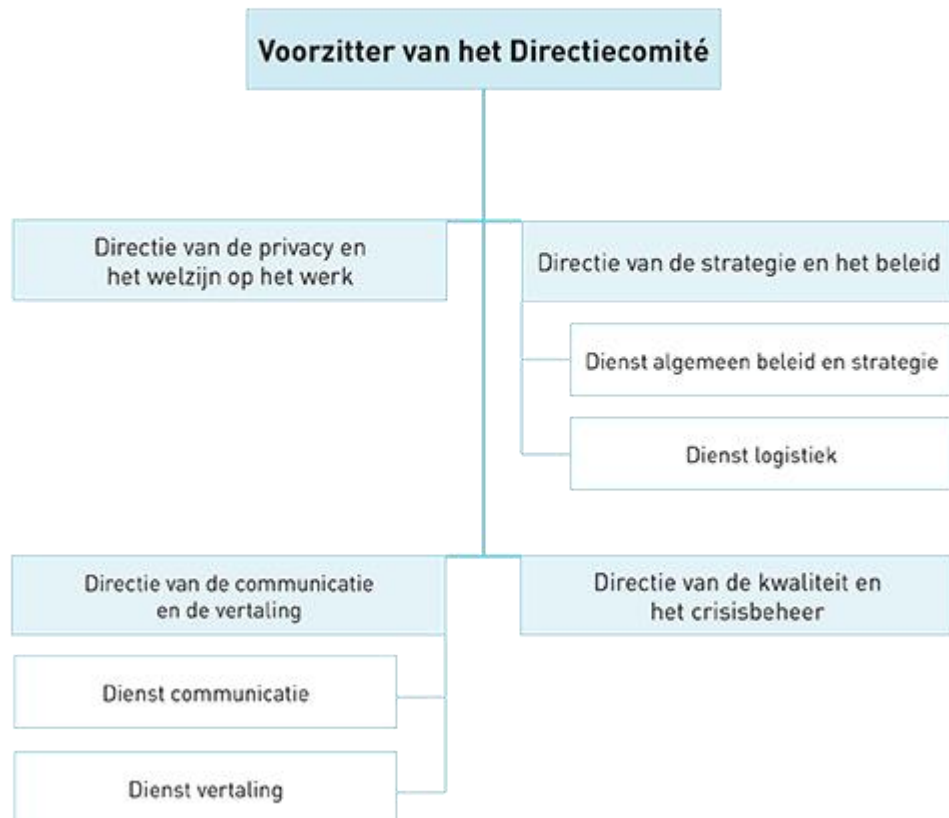 Voorzitter van het Directiecomité
Directie van de privacy en
het welzijn op het werk
Directie van de strategie en het beleid
Dienst algemeen beleid en strategie
Dienst logistiek
Directie van de communicatie
en de vertaling
Dienst communicatie
Dienst vertaling
Directie van de kwaliteit en
het crisisbeheer